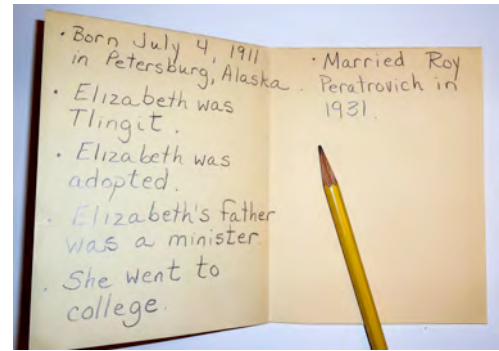 • Born July 4, 1911
in Petersburg, Alaska.
• Elizabeth was
Tlingit.
• Elizabeth was
adopted.
• Elizabeth's father
was a minister.
• She went to
college.
• Married Roy
Peratrovich in
1931.